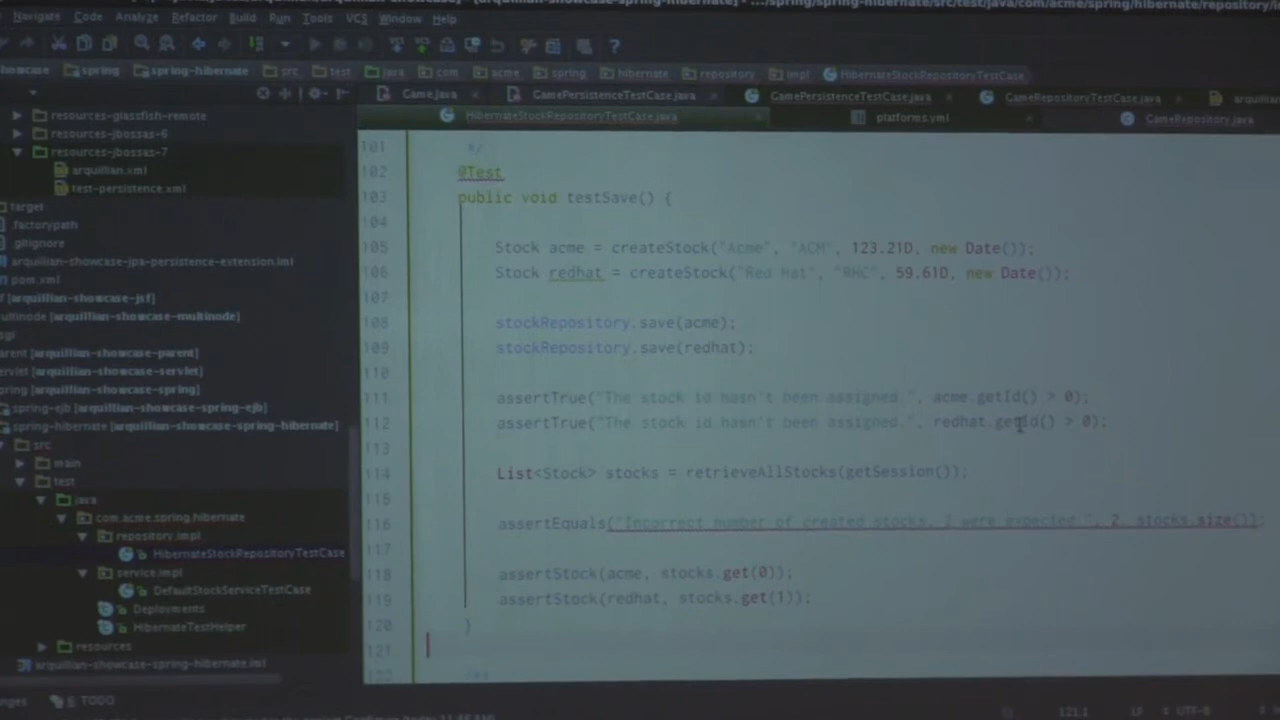 Navigate Code Analyze Refactor Build Run Tools VCS Window Help
spring spring-hibernate src test java com acme spring hibernate repository impl HibernateStockRepositoryTestCase
Game.java GamePersistenceTestCase.java GamePersistenceTestCase.java GameRepositoryTestCase.java
HibernateStockRepositoryTestCase.java platforms.yml GameRepository.java
resources-glassfish-remote
resources-jbossas-6
resources-jbossas-7
arquillian.xml
test-persistence.xml
target
.factorypath
.gitignore
arquillian-showcase-jpa-persistence-extension.iml
pom.xml
[arquillian-showcase-jsf]
[arquillian-showcase-multinode]
[arquillian-showcase-parent]
[arquillian-showcase-servlet]
[arquillian-showcase-spring]
spring-ejb [arquillian-showcase-spring-ejb]
spring-hibernate [arquillian-showcase-spring-hibernate]
src
main
test
java
com.acme.spring.hibernate
repository.impl
HibernateStockRepositoryTestCase
service.impl
DefaultStockServiceTestCase
Deployments
HibernateTestHelper
resources
arquillian-showcase-spring-hibernate.iml
101 */
102 @Test
103 public void testSave() {
104
105 Stock acme = createStock("Acme", "ACM", 123.21D, new Date());
106 Stock redhat = createStock("Red Hat", "RHC", 59.61D, new Date());
107
108 stockRepository.save(acme);
109 stockRepository.save(redhat);
110
111 assertTrue("The stock id hasn't been assigned.", acme.getId() > 0);
112 assertTrue("The stock id hasn't been assigned.", redhat.getId() > 0);
113
114 List<Stock> stocks = retrieveAllStocks(getSession());
115
116 assertEquals("Incorrect number of created stocks, 2 were expected.", 2, stocks.size());
117
118 assertStock(acme, stocks.get(0));
119 assertStock(redhat, stocks.get(1));
120 }
121
122
6: TODO
121:1 LF UTF-8